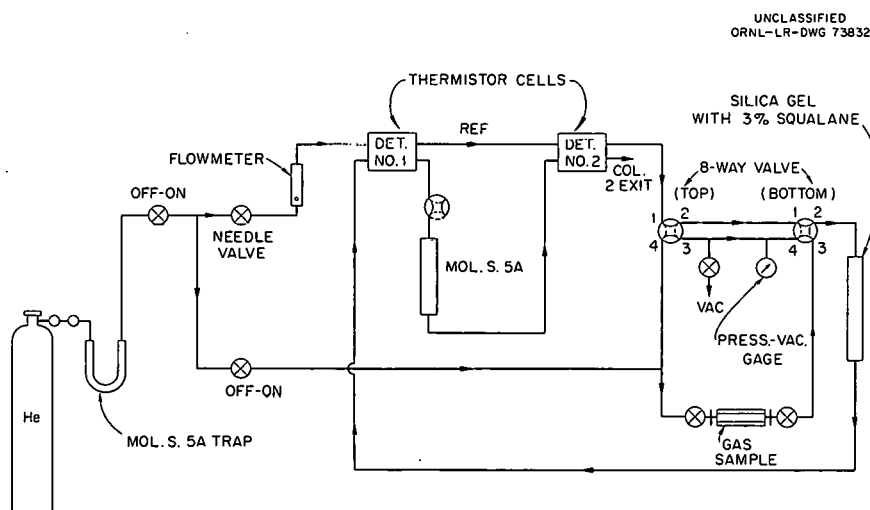 UNCLASSIFIED
ORNL-LR-DWG 73832
THERMISTOR CELLS
SILICA GEL
WITH 3% SQUALANE
REF
DET.
NO. 1
DET.
NO. 2
FLOWMETER
COL.
2 EXIT
8-WAY VALVE
(TOP)
(BOTTOM)
OFF-ON
NEEDLE
VALVE
1
2
4
3
1
2
4
3
MOL. S. 5A
VAC
PRESS.-VAC.
GAGE
OFF-ON
He
MOL. S. 5A TRAP
GAS
SAMPLE